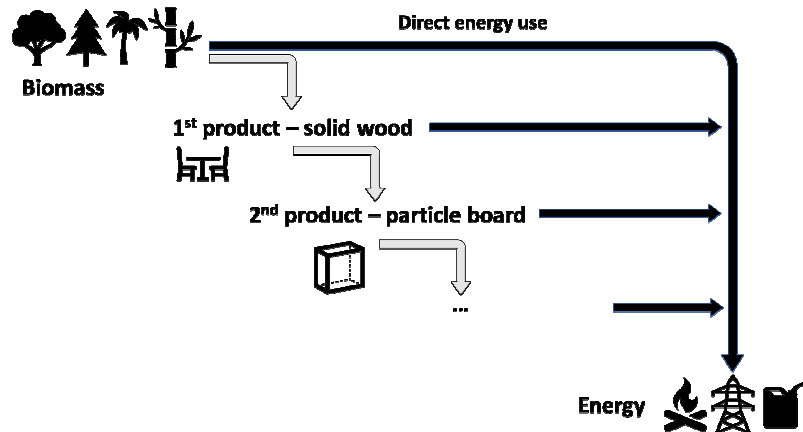 Direct energy use
Biomass
1st product – solid wood
2nd product – particle board
...
Energy